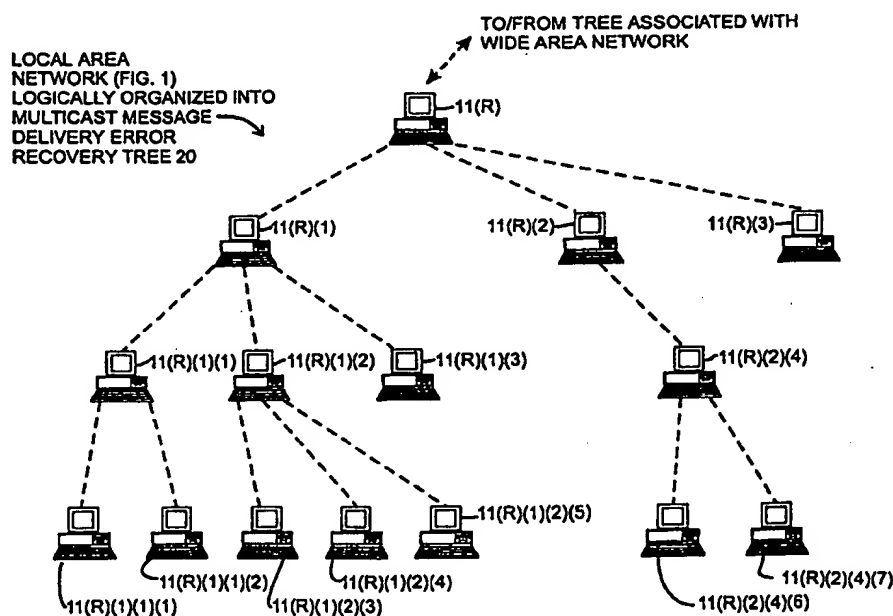 TO/FROM TREE ASSOCIATED WITH
WIDE AREA NETWORK
LOCAL AREA
NETWORK (FIG. 1)
LOGICALLY ORGANIZED INTO
MULTICAST MESSAGE
DELIVERY ERROR
RECOVERY TREE 20
11(R)
11(R)(1)
11(R)(2)
11(R)(3)
11(R)(1)(1)
11(R)(1)(2)
11(R)(1)(3)
11(R)(2)(4)
11(R)(1)(2)(5)
11(R)(1)(1)(2)
11(R)(1)(2)(4)
11(R)(2)(4)(7)
11(R)(1)(1)(1)
11(R)(1)(2)(3)
11(R)(2)(4)(6)